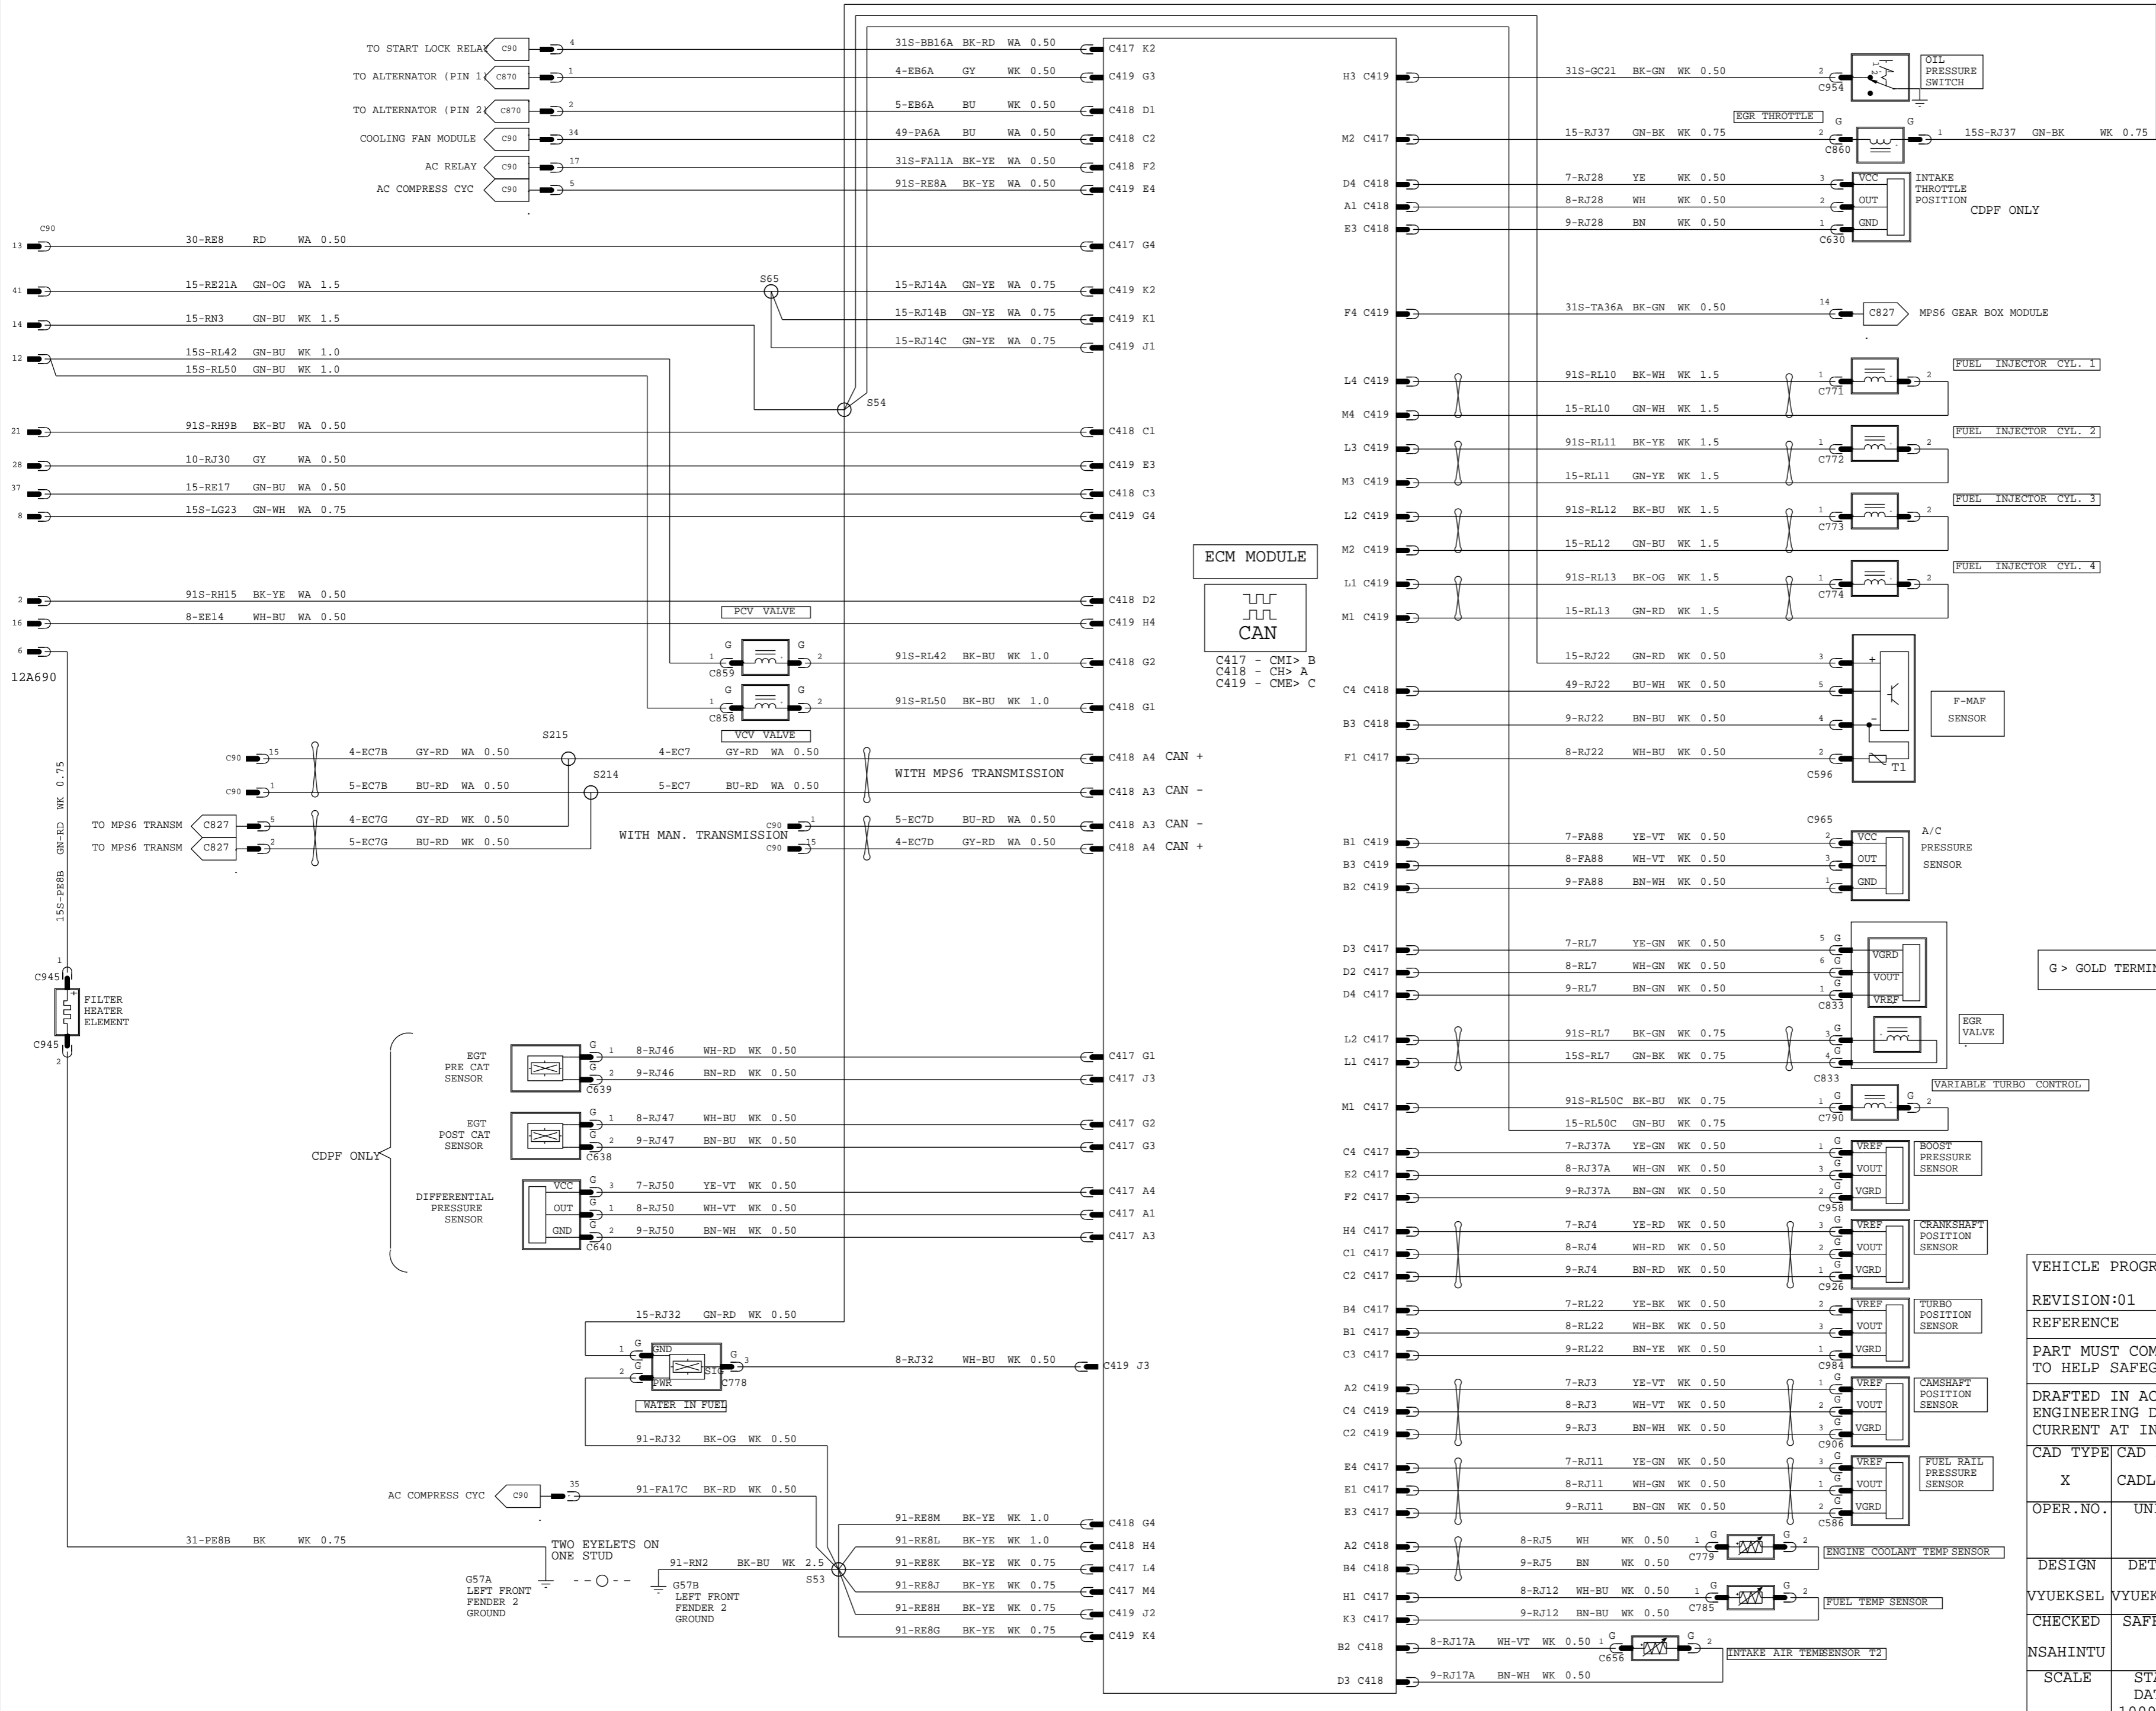 TO START LOCK RELAY C90 4 31S-BB16A BK-RD WA 0.50 C417 K2
TO ALTERNATOR (PIN 1) C870 1 4-EB6A GY WK 0.50 C419 G3
TO ALTERNATOR (PIN 2) C870 2 5-EB6A BU WK 0.50 C418 D1
COOLING FAN MODULE C90 34 49-PA6A BU WA 0.50 C418 C2
AC RELAY C90 17 31S-FA11A BK-YE WA 0.50 C418 F2
AC COMPRESS CYC C90 5 91S-RE8A BK-YE WA 0.50 C419 E4
C90
13 30-RE8 RD WA 0.50 C417 G4
S65
41 15-RE21A GN-OG WA 1.5 15-RJ14A GN-YE WA 0.75 C419 K2
14 15-RN3 GN-BU WK 1.5 15-RJ14B GN-YE WA 0.75 C419 K1
15-RJ14C GN-YE WA 0.75 C419 J1
12 15S-RL42 GN-BU WK 1.0
15S-RL50 GN-BU WK 1.0
S54
21 91S-RH9B BK-BU WA 0.50 C418 C1
28 10-RJ30 GY WA 0.50 C419 E3
37 15-RE17 GN-BU WA 0.50 C418 C3
8 15S-LG23 GN-WH WA 0.75 C419 G4
2 91S-RH15 BK-YE WA 0.50 C418 D2
PCV VALVE
16 8-EE14 WH-BU WA 0.50 C419 H4
6
12A690
G G
1 C859 2 91S-RL42 BK-BU WK 1.0 C418 G2
G G
1 C858 2 91S-RL50 BK-BU WK 1.0 C418 G1
VCV VALVE
S215
C90 15 4-EC7B GY-RD WA 0.50 4-EC7 GY-RD WA 0.50 C418 A4 CAN +
S214
WITH MPS6 TRANSMISSION
C90 1 5-EC7B BU-RD WA 0.50 5-EC7 BU-RD WA 0.50 C418 A3 CAN -
TO MPS6 TRANSM C827 5 4-EC7G GY-RD WK 0.50
TO MPS6 TRANSM C827 2 5-EC7G BU-RD WK 0.50
WITH MAN. TRANSMISSION
C90 1 5-EC7D BU-RD WA 0.50 C418 A3 CAN -
C90 15 4-EC7D GY-RD WA 0.50 C418 A4 CAN +
15S-PE8B GN-RD WK 0.75
1
C945
+
FILTER
HEATER
ELEMENT
C945
2
CDPF ONLY
EGT
PRE CAT
SENSOR
G 1 8-RJ46 WH-RD WK 0.50 C417 G1
G 2 9-RJ46 BN-RD WK 0.50 C417 J3
C639
EGT
POST CAT
SENSOR
G 1 8-RJ47 WH-BU WK 0.50 C417 G2
G 2 9-RJ47 BN-BU WK 0.50 C417 G3
C638
DIFFERENTIAL
PRESSURE
SENSOR
VCC G 3 7-RJ50 YE-VT WK 0.50 C417 A4
OUT G 1 8-RJ50 WH-VT WK 0.50 C417 A1
GND G 2 9-RJ50 BN-WH WK 0.50 C417 A3
C640
15-RJ32 GN-RD WK 0.50
1 G GND
2 G PWR
SIG G 3 C778 8-RJ32 WH-BU WK 0.50 C419 J3
WATER IN FUEL
91-RJ32 BK-OG WK 0.50
AC COMPRESS CYC C90 35 91-FA17C BK-RD WK 0.50
91-RE8M BK-YE WK 1.0 C418 G4
31-PE8B BK WK 0.75
91-RE8L BK-YE WK 1.0 C418 H4
TWO EYELETS ON
ONE STUD
91-RN2 BK-BU WK 2.5 S53
91-RE8K BK-YE WK 0.75 C417 L4
91-RE8J BK-YE WK 0.75 C417 M4
91-RE8H BK-YE WK 0.75 C419 J2
91-RE8G BK-YE WK 0.75 C419 K4
G57A
LEFT FRONT
FENDER 2
GROUND
G57B
LEFT FRONT
FENDER 2
GROUND
ECM MODULE
CAN
C417 - CMI> B
C418 - CH> A
C419 - CME> C
H3 C419 31S-GC21 BK-GN WK 0.50 2 C954
1 2
OIL
PRESSURE
SWITCH
EGR THROTTLE
M2 C417 15-RJ37 GN-BK WK 0.75 2 G C860 G 1 15S-RJ37 GN-BK WK 0.75
D4 C418 7-RJ28 YE WK 0.50 3 VCC
A1 C418 8-RJ28 WH WK 0.50 2 OUT
E3 C418 9-RJ28 BN WK 0.50 1 GND
C630
INTAKE
THROTTLE
POSITION
CDPF ONLY
F4 C419 31S-TA36A BK-GN WK 0.50 14 C827 MPS6 GEAR BOX MODULE
FUEL INJECTOR CYL. 1
L4 C419 91S-RL10 BK-WH WK 1.5 1 C771 2
M4 C419 15-RL10 GN-WH WK 1.5
FUEL INJECTOR CYL. 2
L3 C419 91S-RL11 BK-YE WK 1.5 1 C772 2
M3 C419 15-RL11 GN-YE WK 1.5
FUEL INJECTOR CYL. 3
L2 C419 91S-RL12 BK-BU WK 1.5 1 C773 2
M2 C419 15-RL12 GN-BU WK 1.5
FUEL INJECTOR CYL. 4
L1 C419 91S-RL13 BK-OG WK 1.5 1 C774 2
M1 C419 15-RL13 GN-RD WK 1.5
15-RJ22 GN-RD WK 0.50 3 +
C4 C418 49-RJ22 BU-WH WK 0.50 5
B3 C418 9-RJ22 BN-BU WK 0.50 4 -
F1 C417 8-RJ22 WH-BU WK 0.50 2 T1
C596
F-MAF
SENSOR
C965
B1 C419 7-FA88 YE-VT WK 0.50 2 VCC
B3 C419 8-FA88 WH-VT WK 0.50 3 OUT
B2 C419 9-FA88 BN-WH WK 0.50 1 GND
A/C
PRESSURE
SENSOR
D3 C417 7-RL7 YE-GN WK 0.50 5 G VGRD
D2 C417 8-RL7 WH-GN WK 0.50 6 G VOUT
D4 C417 9-RL7 BN-GN WK 0.50 1 G VREF
C833
G > GOLD TERMIN
L2 C417 91S-RL7 BK-GN WK 0.75 3 G
L1 C417 15S-RL7 GN-BK WK 0.75 4 G
C833
EGR
VALVE
VARIABLE TURBO CONTROL
M1 C417 91S-RL50C BK-BU WK 0.75 1 G C790 G 2
15-RL50C GN-BU WK 0.75
C4 C417 7-RJ37A YE-GN WK 0.50 1 G VREF
E2 C417 8-RJ37A WH-GN WK 0.50 3 G VOUT
F2 C417 9-RJ37A BN-GN WK 0.50 2 G VGRD
C958
BOOST
PRESSURE
SENSOR
H4 C417 7-RJ4 YE-RD WK 0.50 3 G VREF
C1 C417 8-RJ4 WH-RD WK 0.50 2 G VOUT
C2 C417 9-RJ4 BN-RD WK 0.50 1 G VGRD
C926
CRANKSHAFT
POSITION
SENSOR
B4 C417 7-RL22 YE-BK WK 0.50 2 G VREF
B1 C417 8-RL22 WH-BK WK 0.50 3 G VOUT
C3 C417 9-RL22 BN-YE WK 0.50 1 G VGRD
C984
TURBO
POSITION
SENSOR
A2 C419 7-RJ3 YE-VT WK 0.50 1 G VREF
C4 C419 8-RJ3 WH-VT WK 0.50 2 G VOUT
C2 C419 9-RJ3 BN-WH WK 0.50 3 G VGRD
C906
CAMSHAFT
POSITION
SENSOR
E4 C417 7-RJ11 YE-GN WK 0.50 3 G VREF
E1 C417 8-RJ11 WH-GN WK 0.50 1 G VOUT
E3 C417 9-RJ11 BN-GN WK 0.50 2 G VGRD
C586
FUEL RAIL
PRESSURE
SENSOR
A2 C418 8-RJ5 WH WK 0.50 1 G C779 G 2
B4 C418 9-RJ5 BN WK 0.50
ENGINE COOLANT TEMP SENSOR
H1 C417 8-RJ12 WH-BU WK 0.50 1 G C785 G 2
K3 C417 9-RJ12 BN-BU WK 0.50
FUEL TEMP SENSOR
B2 C418 8-RJ17A WH-VT WK 0.50 1 G C656 G 2
INTAKE AIR TEMPSENSOR T2
D3 C418 9-RJ17A BN-WH WK 0.50
VEHICLE PROGR
REVISION:01
REFERENCE
PART MUST COM
TO HELP SAFEG
DRAFTED IN AC
ENGINEERING D
CURRENT AT IN
CAD TYPE CAD
X CADL
OPER.NO. UN
DESIGN DET
VYUEKSEL VYUEK
CHECKED SAFE
NSAHINTU
SCALE STA
DAT